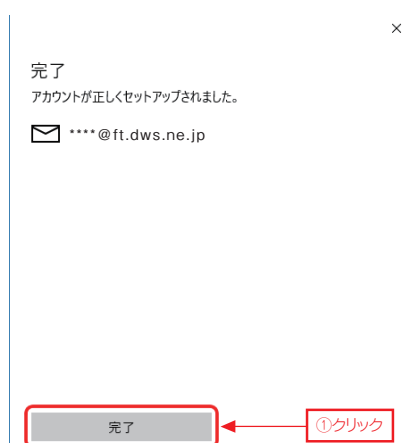 ×
完了
アカウントが正しくセットアップされました。
****@ft.dws.ne.jp
完了
①クリック